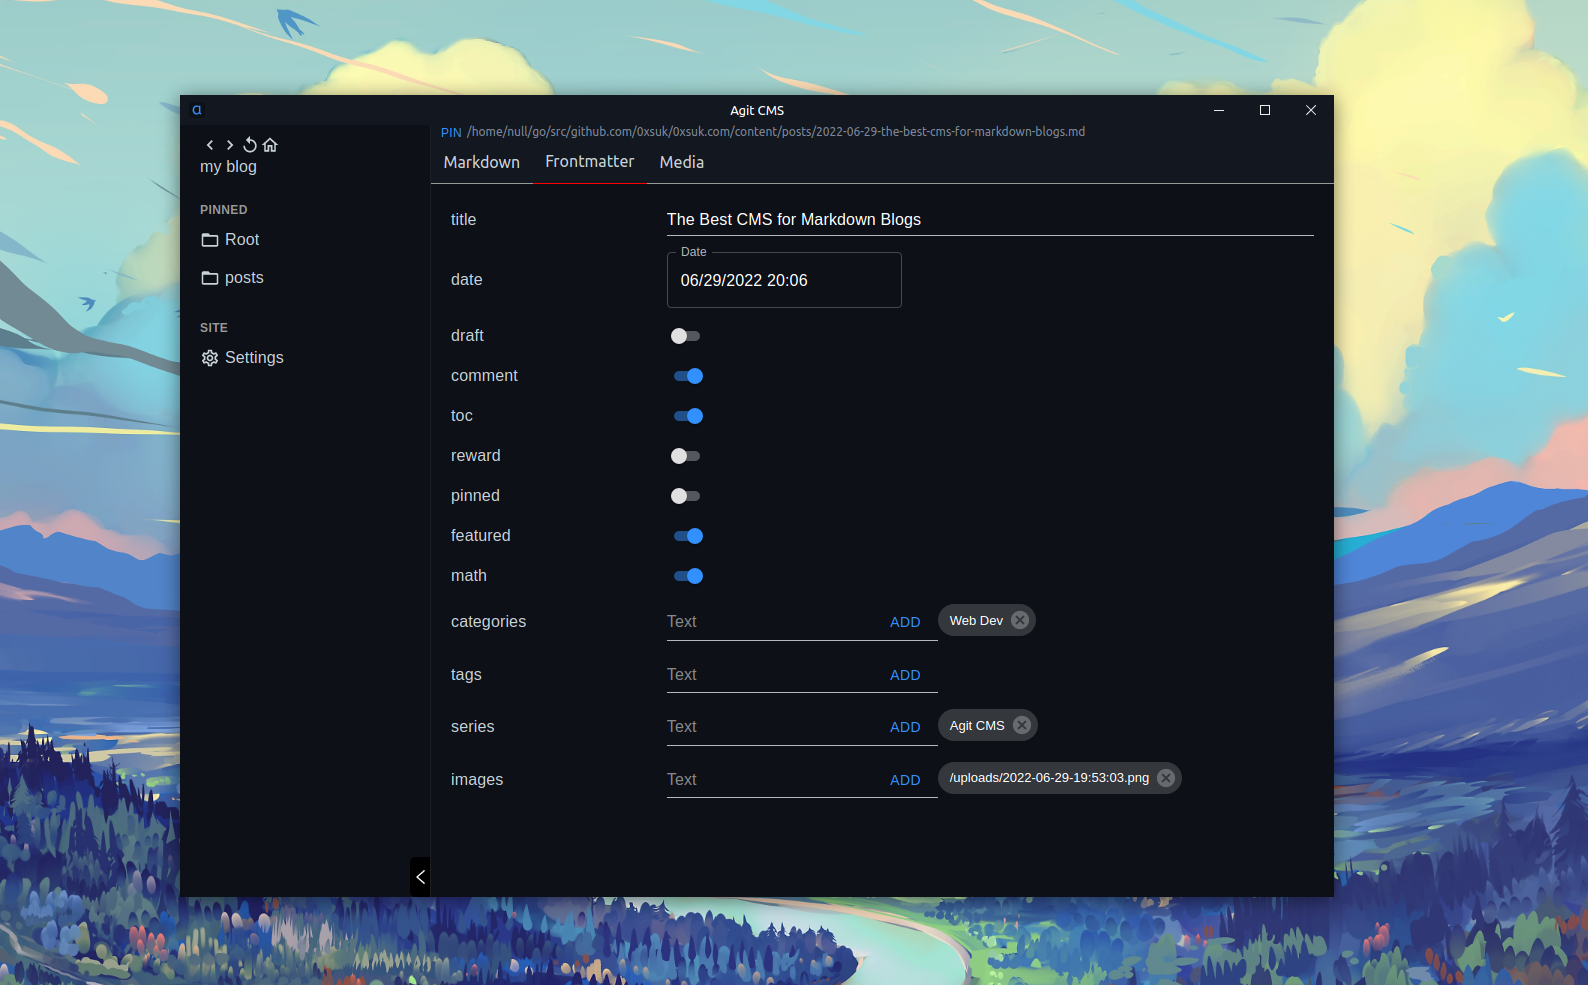 Agit CMS
PIN /home/null/go/src/github.com/0xsuk/0xsuk.com/content/posts/2022-06-29-the-best-cms-for-markdown-blogs.md
my blog
PINNED
Root
posts
SITE
Settings
Markdown Frontmatter Media
title The Best CMS for Markdown Blogs
Date
date 06/29/2022 20:06
draft
comment
toc
reward
pinned
featured
math
categories Text ADD Web Dev
tags Text ADD
series Text ADD Agit CMS
images Text ADD /uploads/2022-06-29-19:53:03.png